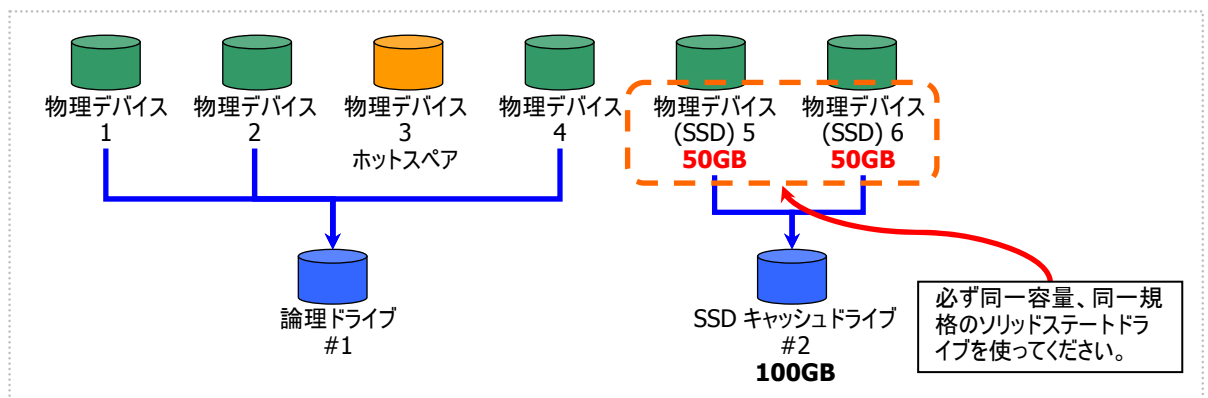 物理デバイス
1
物理デバイス
2
物理デバイス
3
ホットスペア
物理デバイス
4
物理デバイス
(SSD) 5
50GB
物理デバイス
(SSD) 6
50GB
論理ドライブ
#1
SSD キャッシュドライブ
#2
100GB
必ず同一容量、同一規
格のソリッドステートドラ
イブを使ってください。